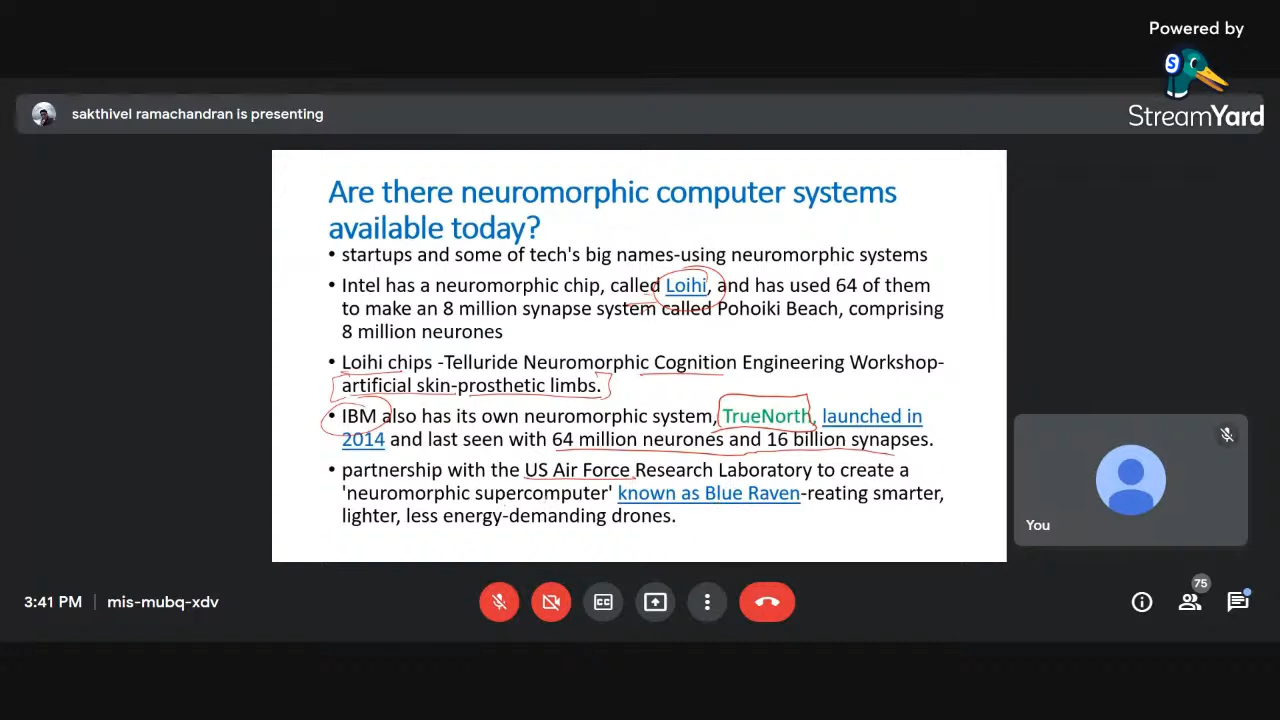 Powered by
S
StreamYard
sakthivel ramachandran is presenting
Are there neuromorphic computer systems
available today?
• startups and some of tech's big names-using neuromorphic systems
• Intel has a neuromorphic chip, called Loihi, and has used 64 of them
to make an 8 million synapse system called Pohoiki Beach, comprising
8 million neurones
• Loihi chips -Telluride Neuromorphic Cognition Engineering Workshop-
artificial skin-prosthetic limbs.
• IBM also has its own neuromorphic system, TrueNorth, launched in
2014 and last seen with 64 million neurones and 16 billion synapses.
• partnership with the US Air Force Research Laboratory to create a
'neuromorphic supercomputer' known as Blue Raven-reating smarter,
lighter, less energy-demanding drones.
You
3:41 PM | mis-mubq-xdv
CC
75